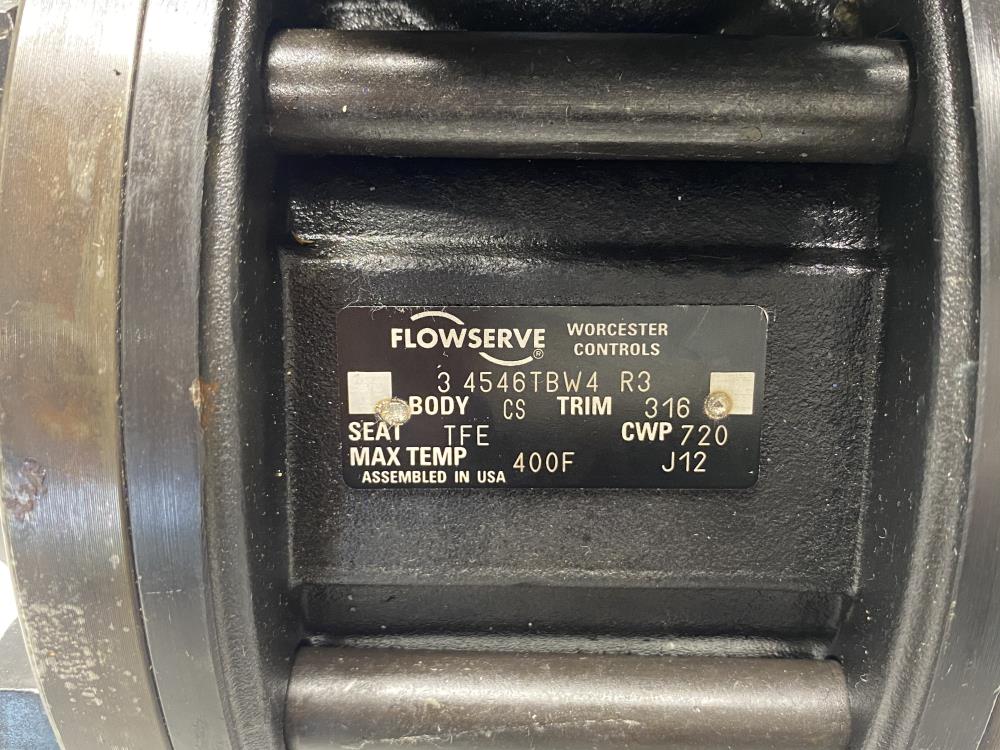 FLOWSERVE® WORCESTER CONTROLS
3 4546TBW4 R3
BODY CS TRIM 316
SEAT TFE CWP 720
MAX TEMP 400F J12
ASSEMBLED IN USA